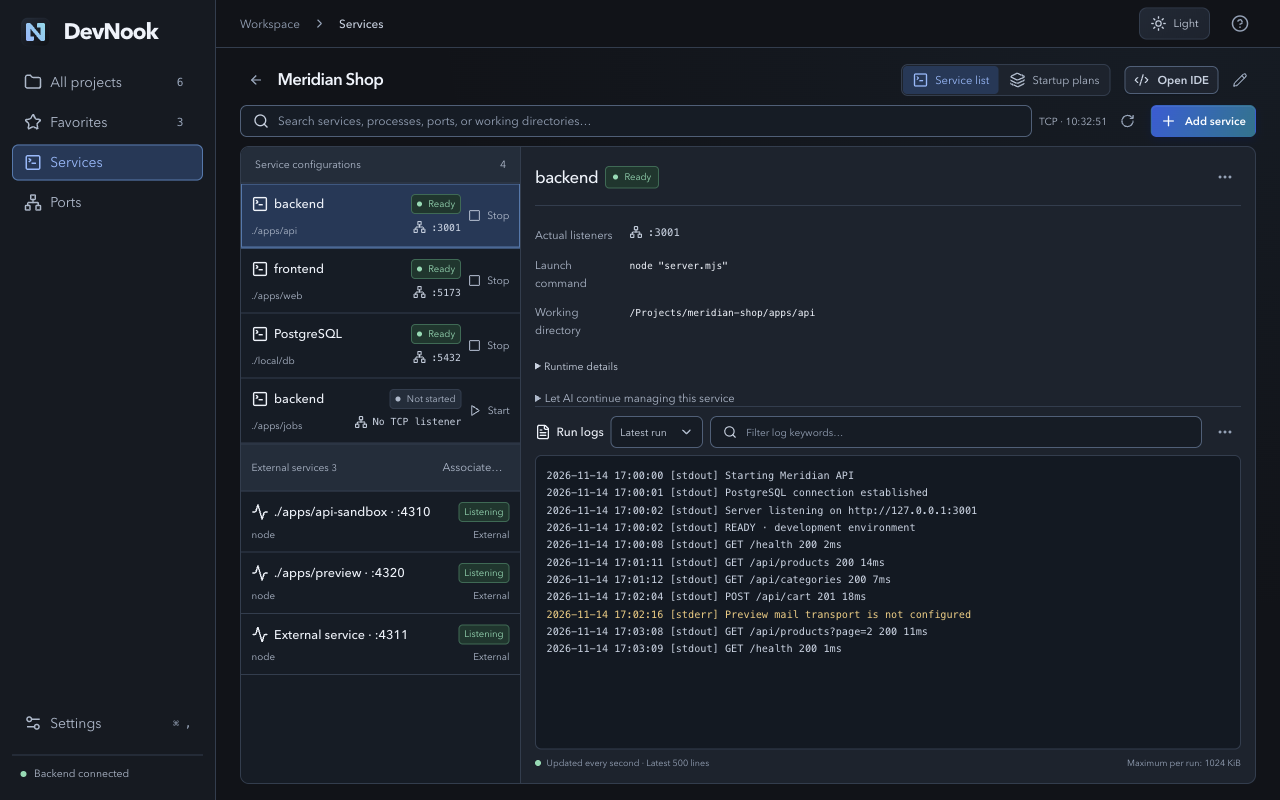 DevNook
All projects 6
Favorites 3
Services
Ports
Settings ⌘ ,
Backend connected
Workspace > Services
Light
Meridian Shop
Service list
Startup plans
Open IDE
Search services, processes, ports, or working directories…
TCP · 10:32:51
Add service
Service configurations 4
backend Ready
./apps/api :3001 Stop
frontend Ready
./apps/web :5173 Stop
PostgreSQL Ready
./local/db :5432 Stop
backend Not started
./apps/jobs No TCP listener Start
External services 3 Associate…
./apps/api-sandbox · :4310 Listening
node External
./apps/preview · :4320 Listening
node External
External service · :4311 Listening
node External
backend Ready
Actual listeners :3001
Launch command node "server.mjs"
Working directory /Projects/meridian-shop/apps/api
Runtime details
Let AI continue managing this service
Run logs Latest run Filter log keywords…
2026-11-14 17:00:00 [stdout] Starting Meridian API
2026-11-14 17:00:01 [stdout] PostgreSQL connection established
2026-11-14 17:00:02 [stdout] Server listening on http://127.0.0.1:3001
2026-11-14 17:00:02 [stdout] READY · development environment
2026-11-14 17:00:08 [stdout] GET /health 200 2ms
2026-11-14 17:01:11 [stdout] GET /api/products 200 14ms
2026-11-14 17:01:12 [stdout] GET /api/categories 200 7ms
2026-11-14 17:02:04 [stdout] POST /api/cart 201 18ms
2026-11-14 17:02:16 [stderr] Preview mail transport is not configured
2026-11-14 17:03:08 [stdout] GET /api/products?page=2 200 11ms
2026-11-14 17:03:09 [stdout] GET /health 200 1ms
Updated every second · Latest 500 lines
Maximum per run: 1024 KiB